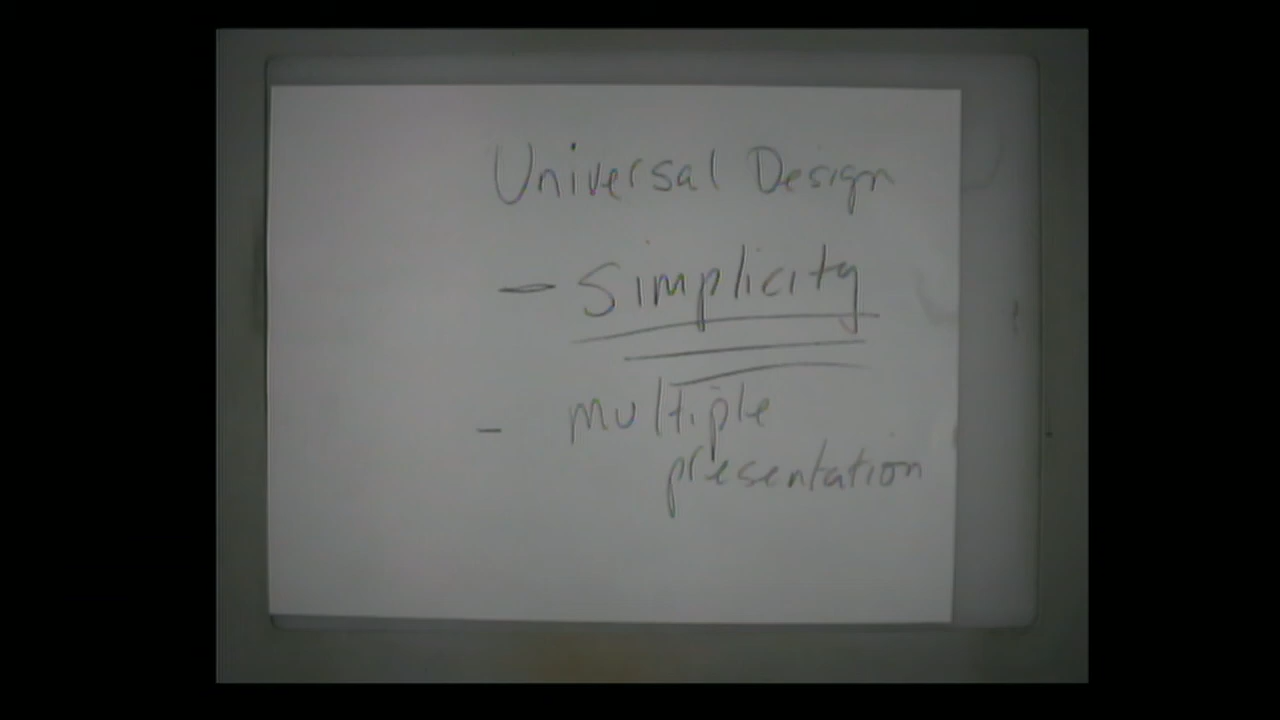 Universal Design
- Simplicity
- multiple
presentation